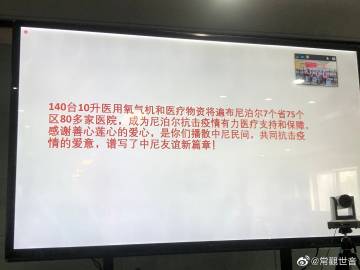 140台10升医用氧气机和医疗物资将遍布尼泊尔7个省75个
区80多家医院，成为尼泊尔抗击疫情有力医疗支持和保障。
感谢善心莲心的爱心，是你们播散中尼民间，共同抗击疫
情的爱意，谱写了中尼友谊新篇章！
@常觀世音